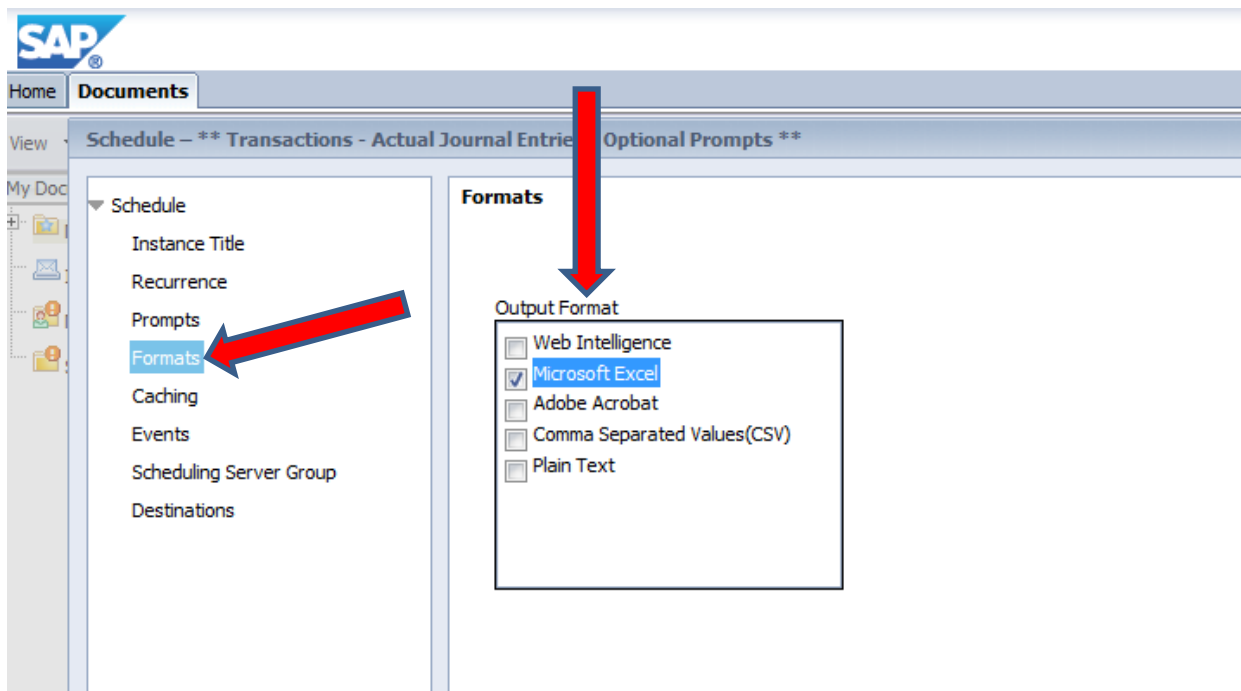 SAP®
Home Documents
View Schedule – ** Transactions - Actual Journal Entrie Optional Prompts **
My Doc
Schedule
Instance Title
Recurrence
Prompts
Formats
Caching
Events
Scheduling Server Group
Destinations
Formats
Output Format
Web Intelligence
Microsoft Excel
Adobe Acrobat
Comma Separated Values(CSV)
Plain Text